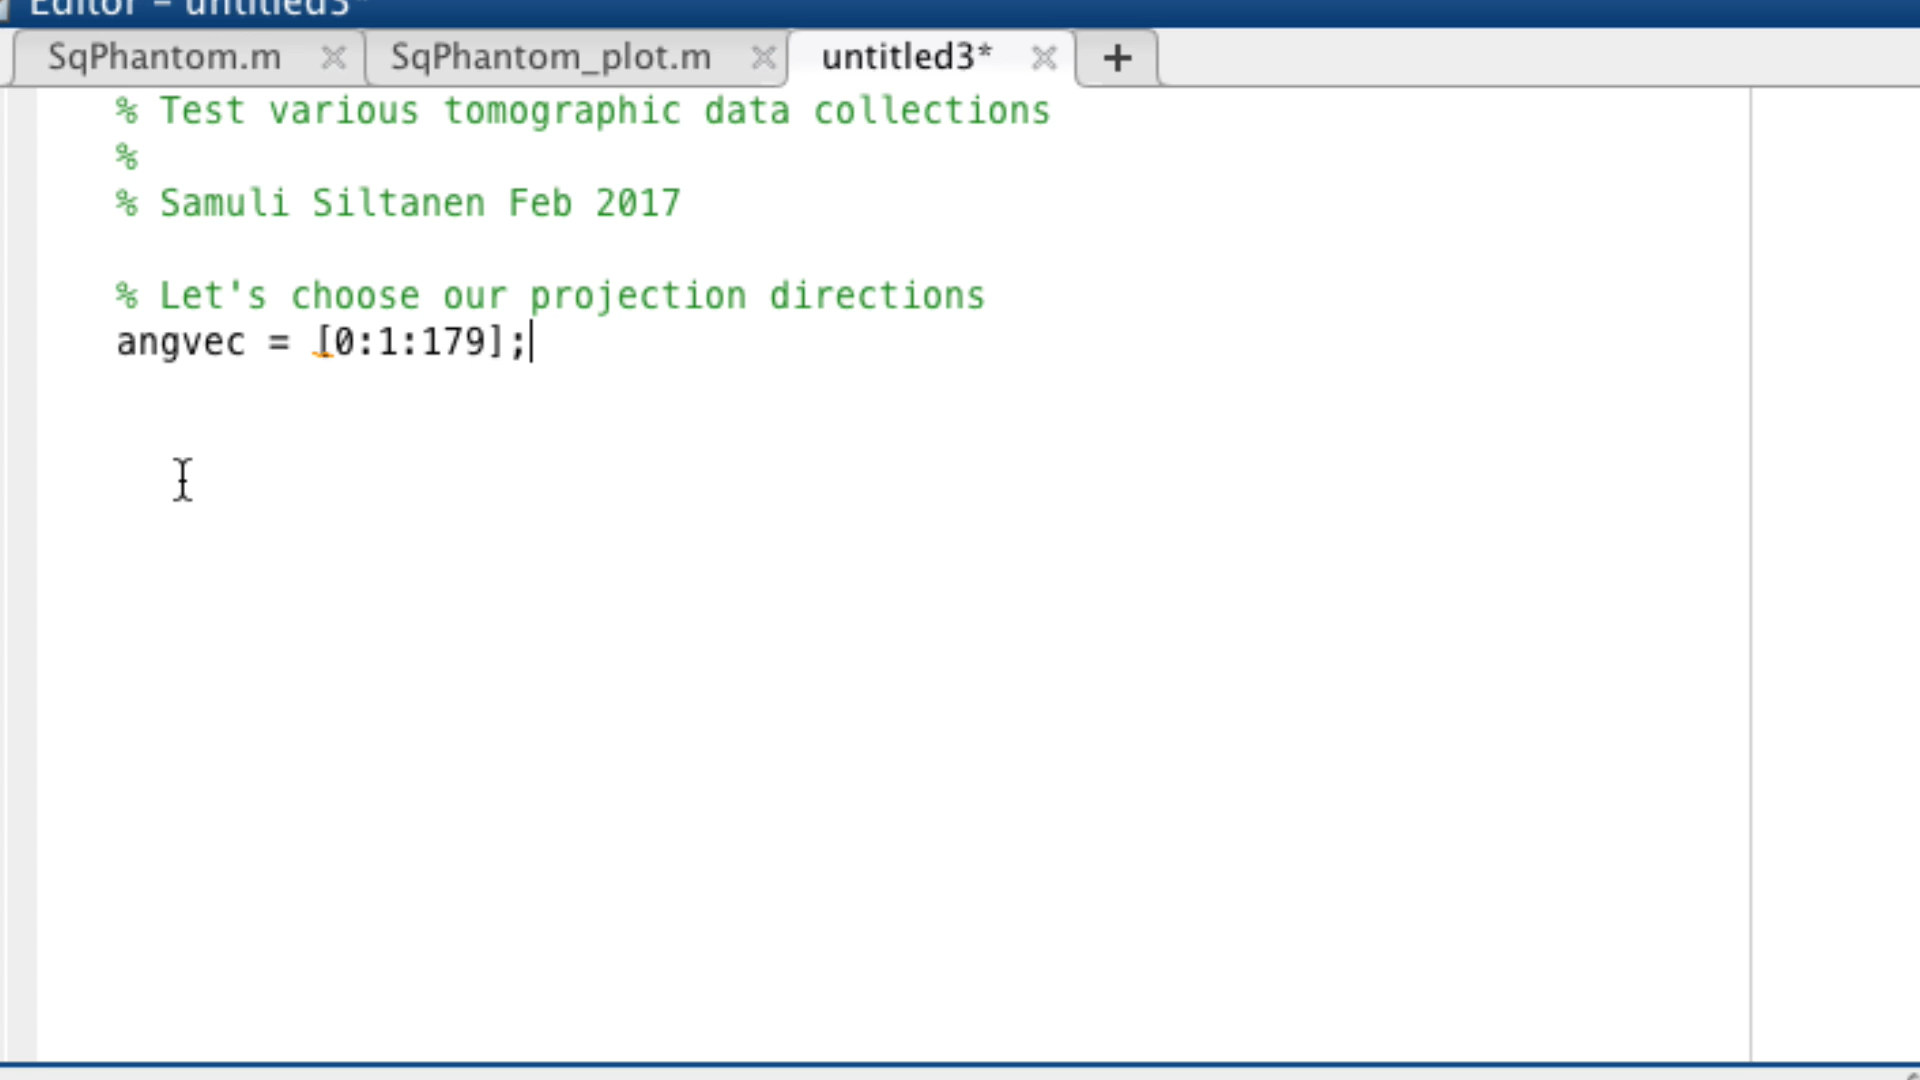 Editor – untitled3*
SqPhantom.m SqPhantom_plot.m untitled3* +
% Test various tomographic data collections
%
% Samuli Siltanen Feb 2017
% Let's choose our projection directions
angvec = [0:1:179];